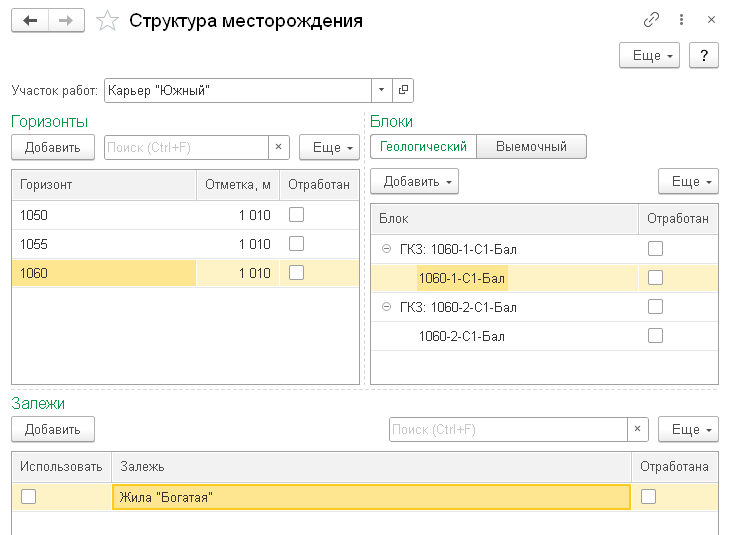 Структура месторождения
Еще ?
Участок работ: Карьер "Южный"
Горизонты
Добавить Поиск (Ctrl+F) × Еще
Горизонт Отметка, м Отработан
1050 1 010
1055 1 010
1060 1 010
Блоки
Геологический Выемочный
Добавить Еще
Блок Отработан
ГКЗ: 1060-1-С1-Бал
1060-1-С1-Бал
ГКЗ: 1060-2-С1-Бал
1060-2-С1-Бал
Залежи
Добавить Поиск (Ctrl+F) × Еще
Использовать Залежь Отработана
Жила "Богатая"